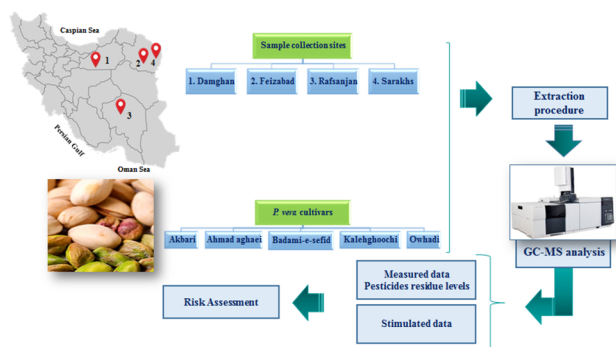 Caspian Sea
1
2
4
3
Persian Gulf
Oman Sea
Sample collection sites
1. Damghan
2. Feizabad
3. Rafsanjan
4. Sarakhs
P. vera cultivars
Akbari
Ahmad aghaei
Badami-e-sefid
Kalehghoochi
Owhadi
Extraction
procedure
GC-MS analysis
Measured data
Pesticides residue levels
Stimulated data
Risk Assessment